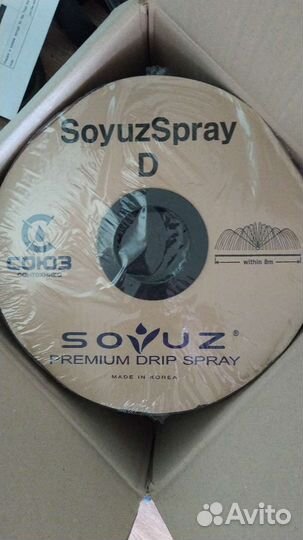 SoyuzSpray
D
СОЮЗ
within 8m
SOYUZ®
PREMIUM DRIP SPRAY
MADE IN KOREA
Avito